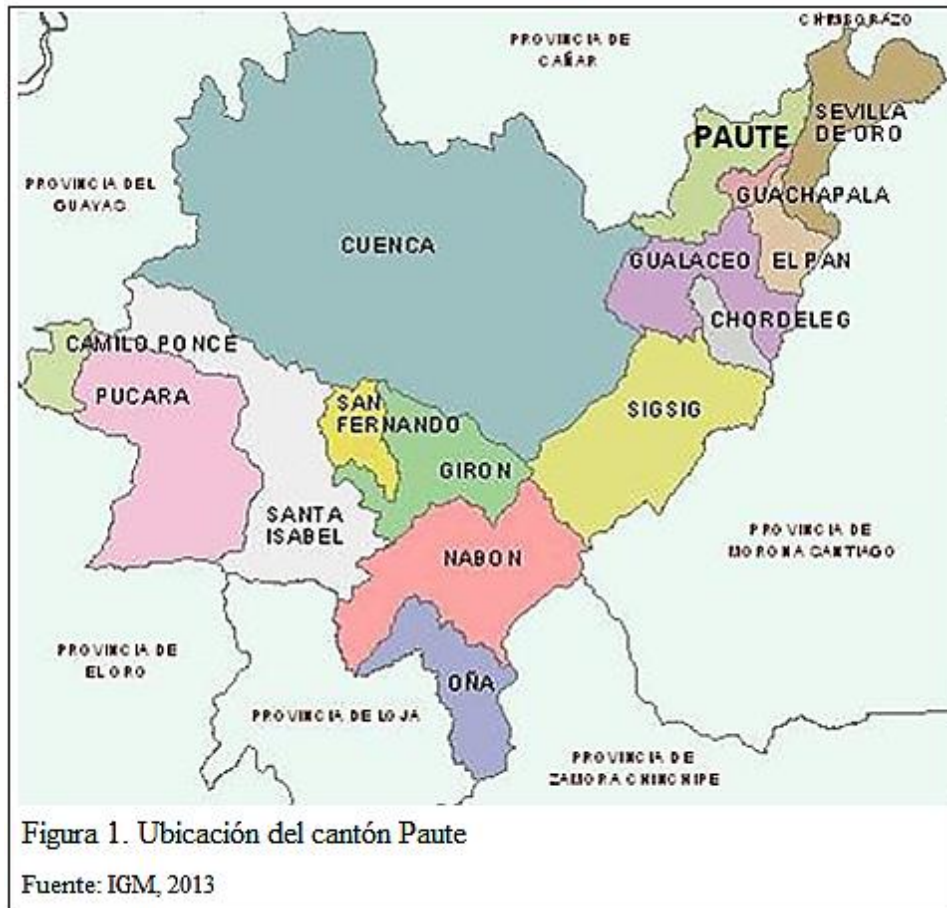 CHIMBORAZO
PROVINCIA DE
CAÑAR
PAUTE
SEVILLA
DE ORO
PROVINCIA DEL
GUAYAS
GUACHAPALA
CUENCA
GUALACEO
EL PAN
CHORDELEG
CAMILO PONCE
PUCARA
SAN
FERNANDO
SIGSIG
GIRON
SANTA
ISABEL
NABON
PROVINCIA DE
MORONA SANTIAGO
PROVINCIA DE
EL ORO
OÑA
PROVINCIA DE LOJA
PROVINCIA DE
ZAMORA CHINCHIPE
Figura 1. Ubicación del cantón Paute
Fuente: IGM, 2013